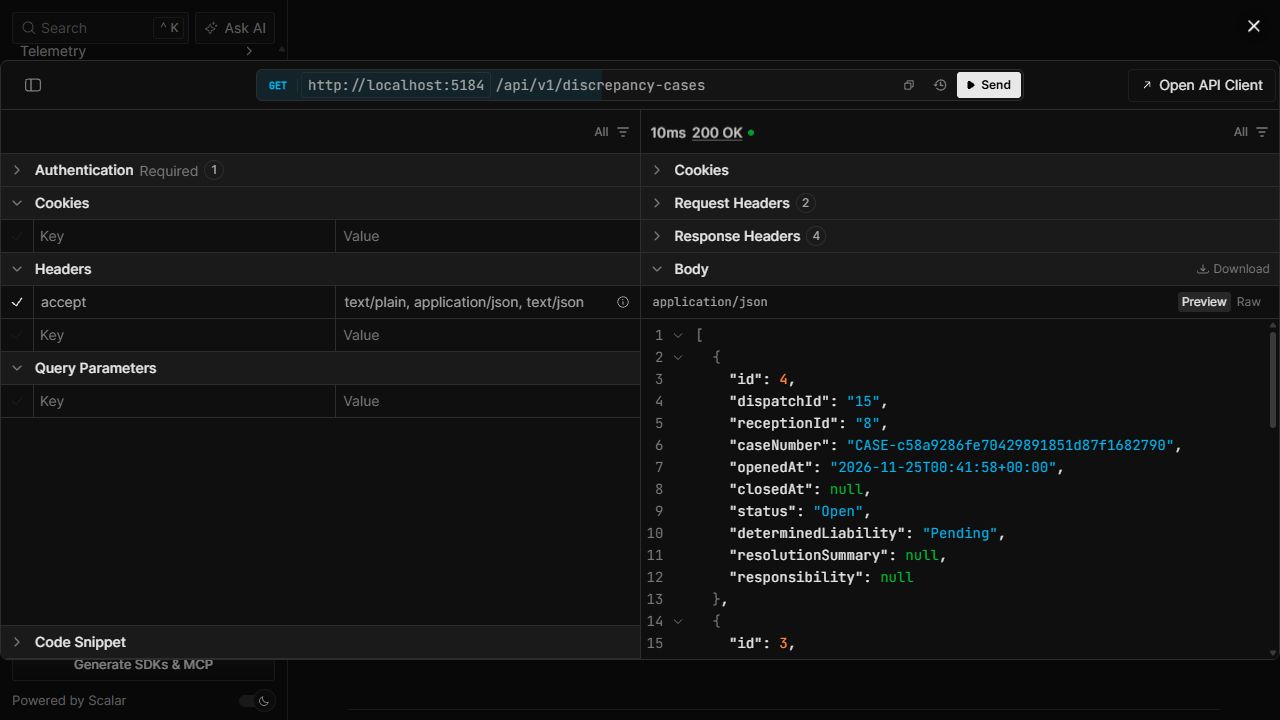 Search
⌃ K
Ask AI
Telemetry
GET http://localhost:5184 /api/v1/discrepancy-cases
Send
Open API Client
All
10ms 200 OK
All
Authentication Required 1
Cookies
Key Value
Headers
accept text/plain, application/json, text/json
Key Value
Query Parameters
Key Value
Code Snippet
Cookies
Request Headers 2
Response Headers 4
Body
Download
application/json
Preview Raw
1 [
2 {
3 "id": 4,
4 "dispatchId": "15",
5 "receptionId": "8",
6 "caseNumber": "CASE-c58a9286fe70429891851d87f1682790",
7 "openedAt": "2026-11-25T00:41:58+00:00",
8 "closedAt": null,
9 "status": "Open",
10 "determinedLiability": "Pending",
11 "resolutionSummary": null,
12 "responsibility": null
13 },
14 {
15 "id": 3,
Generate SDKs & MCP
Powered by Scalar